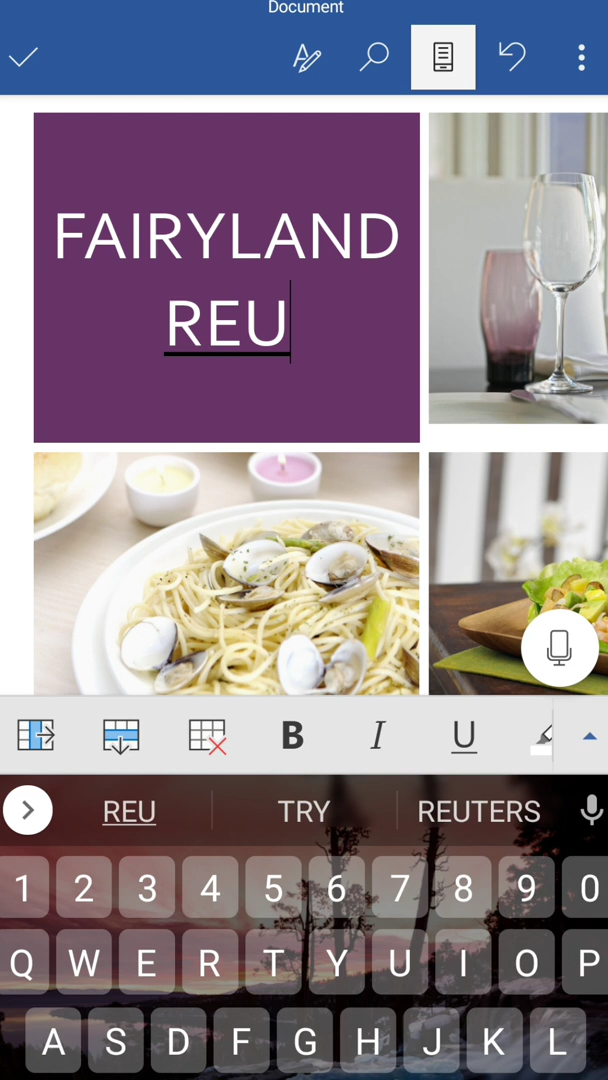 Document
FAIRYLAND
REU
B I U
REU TRY REUTERS
1 2 3 4 5 6 7 8 9 0
Q W E R T Y U I O P
A S D F G H J K L